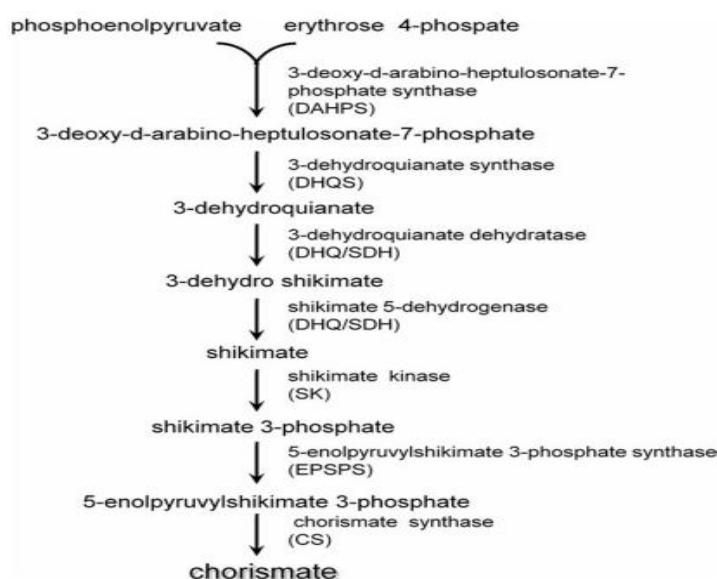 phosphoenolpyruvate erythrose 4-phospate
3-deoxy-d-arabino-heptulosonate-7-
phosphate synthase
(DAHPS)
3-deoxy-d-arabino-heptulosonate-7-phosphate
3-dehydroquianate synthase
(DHQS)
3-dehydroquianate
3-dehydroquianate dehydratase
(DHQ/SDH)
3-dehydro shikimate
shikimate 5-dehydrogenase
(DHQ/SDH)
shikimate
shikimate kinase
(SK)
shikimate 3-phosphate
5-enolpyruvylshikimate 3-phosphate synthase
(EPSPS)
5-enolpyruvylshikimate 3-phosphate
chorismate synthase
(CS)
chorismate